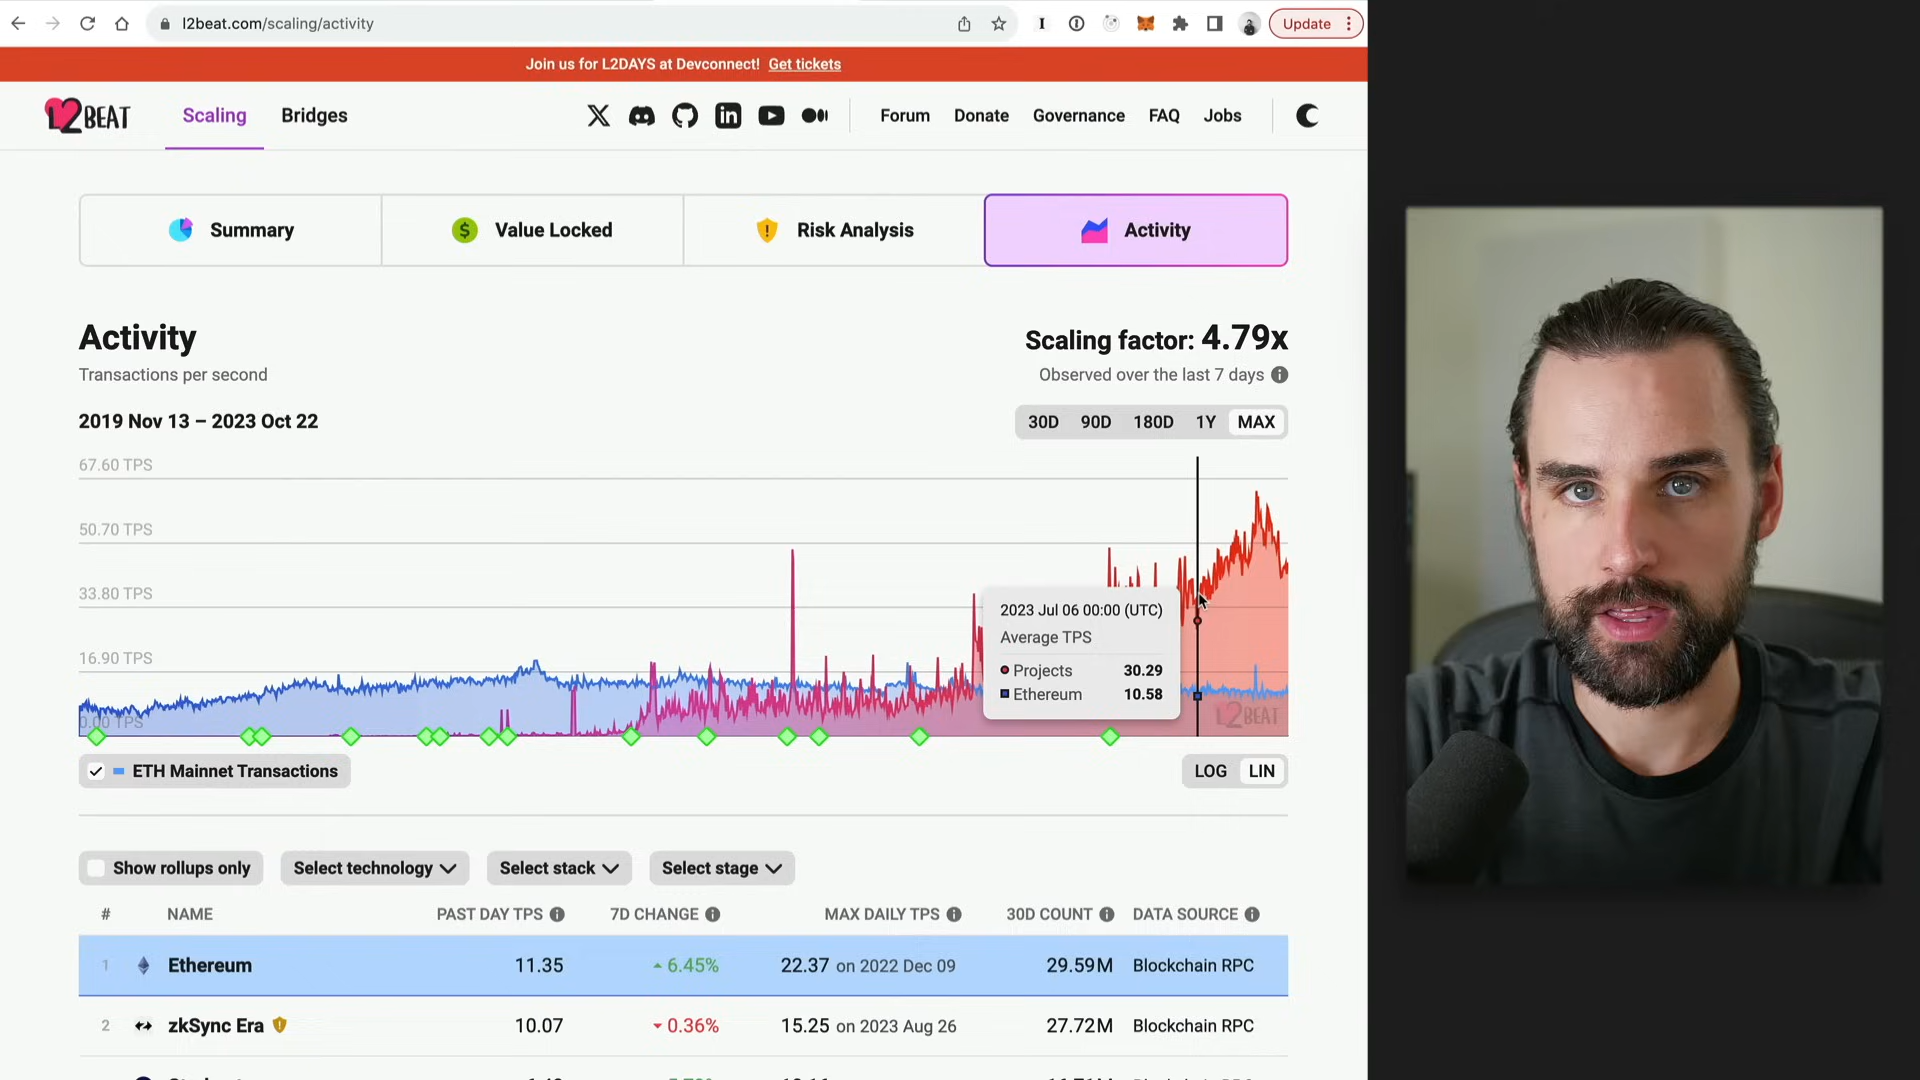 l2beat.com/scaling/activity
Update
Join us for L2DAYS at Devconnect! Get tickets
L2BEAT
Scaling
Bridges
Forum
Donate
Governance
FAQ
Jobs
Summary
Value Locked
Risk Analysis
Activity
Activity
Scaling factor: 4.79x
Transactions per second
Observed over the last 7 days
2019 Nov 13 – 2023 Oct 22
30D 90D 180D 1Y MAX
67.60 TPS
50.70 TPS
33.80 TPS
16.90 TPS
0.00 TPS
2023 Jul 06 00:00 (UTC)
Average TPS
Projects 30.29
Ethereum 10.58
L2BEAT
ETH Mainnet Transactions
LOG LIN
Show rollups only
Select technology
Select stack
Select stage
# NAME PAST DAY TPS 7D CHANGE MAX DAILY TPS 30D COUNT DATA SOURCE
1 Ethereum 11.35 6.45% 22.37 on 2022 Dec 09 29.59M Blockchain RPC
2 zkSync Era 10.07 0.36% 15.25 on 2023 Aug 26 27.72M Blockchain RPC